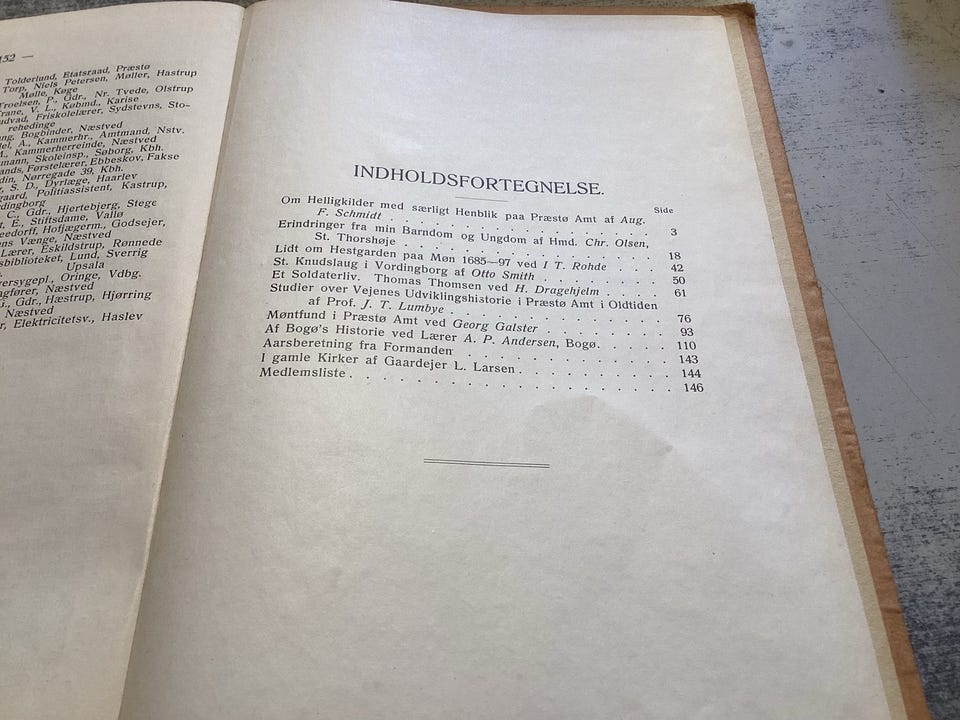 152 —
Tolderlund, Etatsraad, Præstø
Torp, Niels Petersen, Møller, Hastrup
Mølle, Køge
Troelsen, P., Gdr., Nr. Tvede, Olstrup
V. L., Købmd., Karise
Friskolelærer, Sydstevns, Sto-
rehedinge
Bogbinder, Næstved
A., Kammerhr., Amtmand, Nstv.
Kammerherreinde, Næstved
Skoleinsp., Søborg, Kbh.
Førstelærer, Ebbeskov, Fakse
Nørregade 39, Kbh.
S. D., Dyrlæge, Haarlev
Politiassistent, Kastrup,
C., Gdr., Hjertebjerg, Stege
E., Stiftsdame, Vallø
Hofjægerm., Godsejer,
Vænge, Næstved
Lærer, Eskildstrup, Rønnede
Lund, Sverrig
Upsala
Oringe, Vdbg.
Næstved
Gdr., Hæstrup, Hjørring
Næstved
Elektricitetsv., Haslev
INDHOLDSFORTEGNELSE.
Side
Om Helligkilder med særligt Henblik paa Præstø Amt af Aug.
F. Schmidt . . . . . . . . . . . . 3
Erindringer fra min Barndom og Ungdom af Hmd. Chr. Olsen,
St. Thorshøje . . . . . . . . . . . . 18
Lidt om Hestgarden paa Møn 1685—97 ved I T. Rohde . . . 42
St. Knudslaug i Vordingborg af Otto Smith . . . . . . 50
Et Soldaterliv. Thomas Thomsen ved H. Dragehjelm . . . . 61
Studier over Vejenes Udviklingshistorie i Præstø Amt i Oldtiden
af Prof. J. T. Lumbye . . . . . . . . . . 76
Møntfund i Præstø Amt ved Georg Galster . . . . . . 93
Af Bogø's Historie ved Lærer A. P. Andersen, Bogø. . . . . 110
Aarsberetning fra Formanden . . . . . . . . . 143
I gamle Kirker af Gaardejer L. Larsen . . . . . . . 144
Medlemsliste . . . . . . . . . . . . . 146